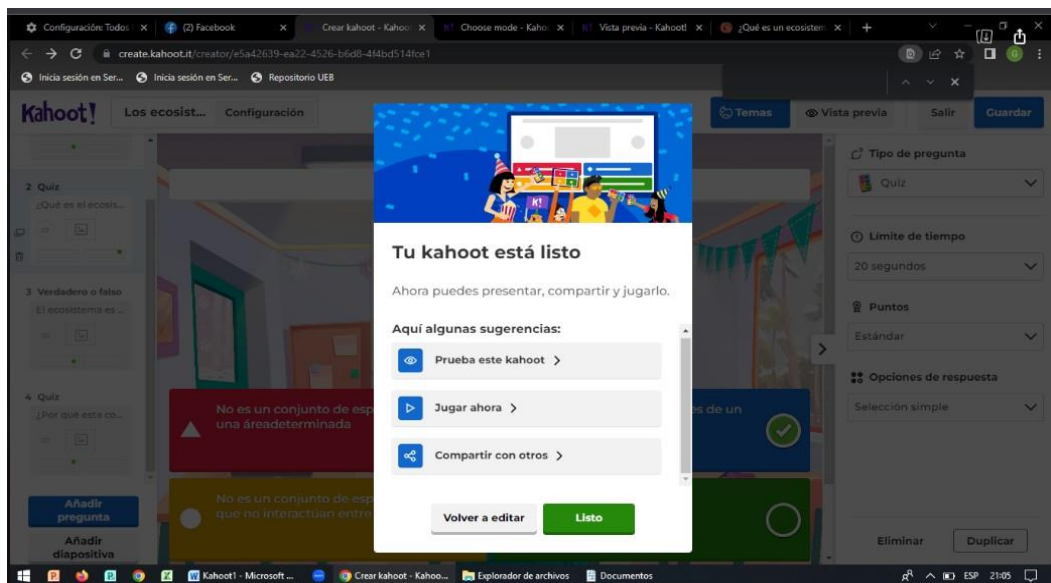 Configuración: Todos
(2) Facebook
Crear kahoot - Kahoo
Choose mode - Kaho
Vista previa - Kahoot!
¿Qué es un ecosistem
create.kahoot.it/creator/e5a42639-ea22-4526-b6d8-4f4bd514fce1
Inicia sesión en Ser...
Inicia sesión en Ser...
Repositorio UEB
Kahoot!
Los ecosist...
Configuración
Temas
Vista previa
Salir
Guardar
2 Quiz
¿Qué es el ecosis...
3 Verdadero o falso
El ecosistema es ...
4 Quiz
¿Por qué esta co...
Añadir
pregunta
Añadir
diapositiva
No es un conjunto de esp
una áreadeterminada
es de un
No es un conjunto de esp
que no interactúan entre
K!
Tu kahoot está listo
Ahora puedes presentar, compartir y jugarlo.
Aquí algunas sugerencias:
Prueba este kahoot
Jugar ahora
Compartir con otros
Volver a editar
Listo
Tipo de pregunta
Quiz
Límite de tiempo
20 segundos
Puntos
Estándar
Opciones de respuesta
Selección simple
Eliminar
Duplicar
Kahoot1 - Microsoft ...
Crear kahoot - Kahoo...
Explorador de archivos
Documentos
ESP
21:05